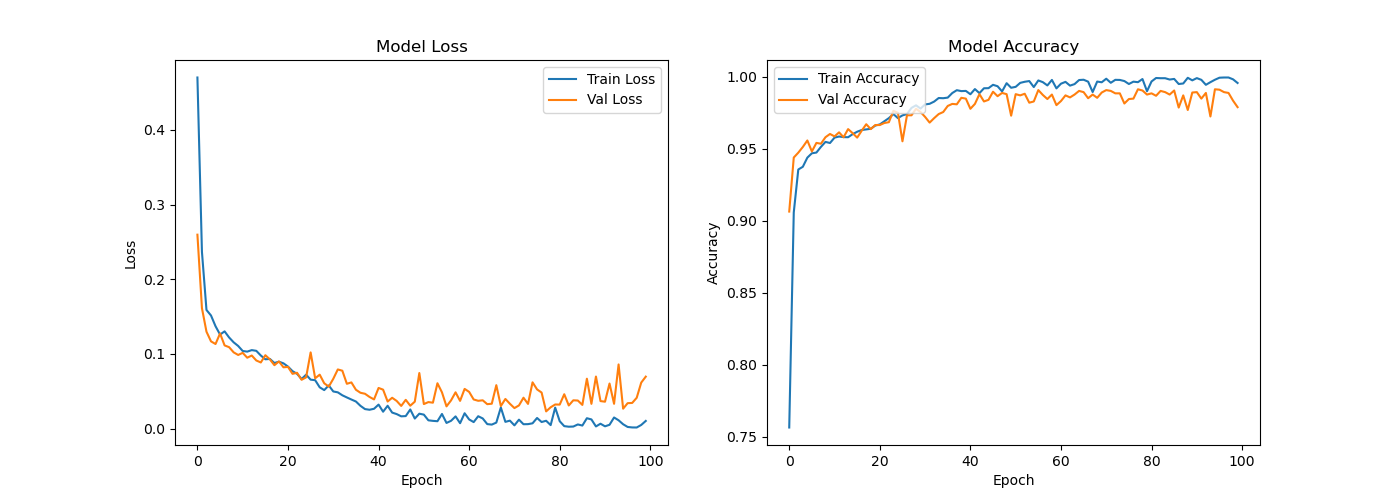 Model Loss
Train Loss
Val Loss
Loss
0.4
0.3
0.2
0.1
0.0
0
20
40
60
80
100
Epoch
Model Accuracy
Train Accuracy
Val Accuracy
Accuracy
1.00
0.95
0.90
0.85
0.80
0.75
0
20
40
60
80
100
Epoch